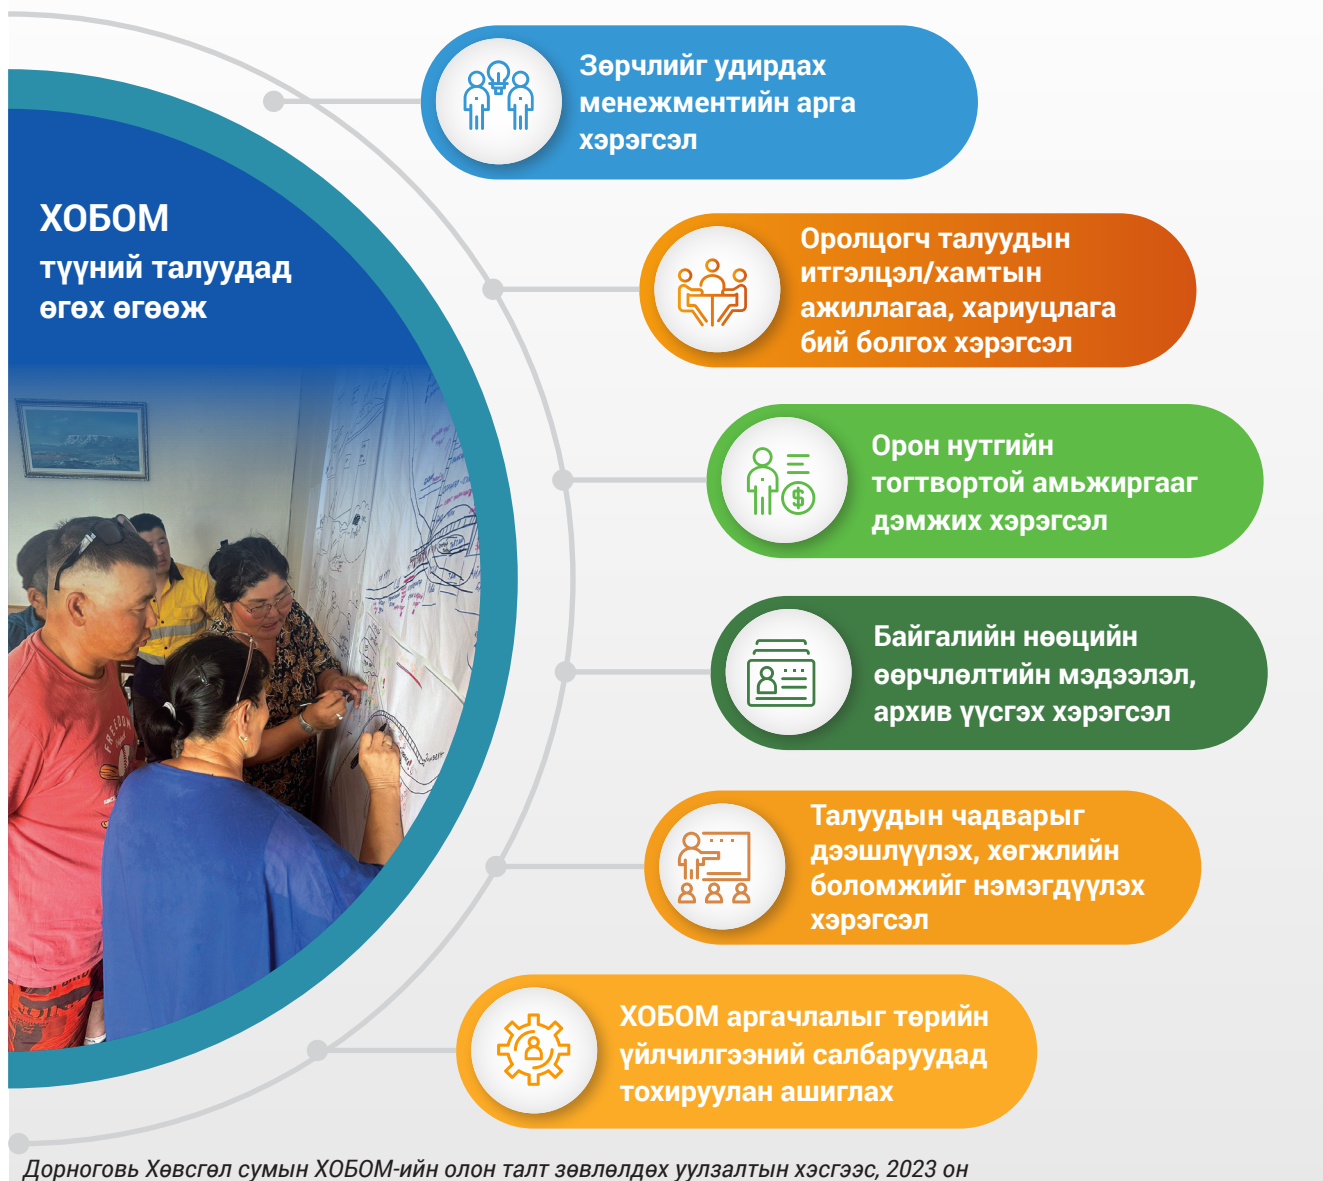 ХОБОМ
түүний талуудад
өгөх өгөөж
Зөрчлийг удирдах
менежментийн арга
хэрэгсэл
Оролцогч талуудын
итгэлцэл/хамтын
ажиллагаа, хариуцлага
бий болгох хэрэгсэл
Орон нутгийн
тогтвортой амьжиргааг
дэмжих хэрэгсэл
Байгалийн нөөцийн
өөрчлөлтийн мэдээлэл,
архив үүсгэх хэрэгсэл
Талуудын чадварыг
дээшлүүлэх, хөгжлийн
боломжийг нэмэгдүүлэх
хэрэгсэл
ХОБОМ аргачлалыг төрийн
үйлчилгээний салбаруудад
тохируулан ашиглах
FREEDOM
Дорноговь Хөвсгөл сумын ХОБОМ-ийн олон талт зөвлөлдөх уулзалтын хэсгээс, 2023 он